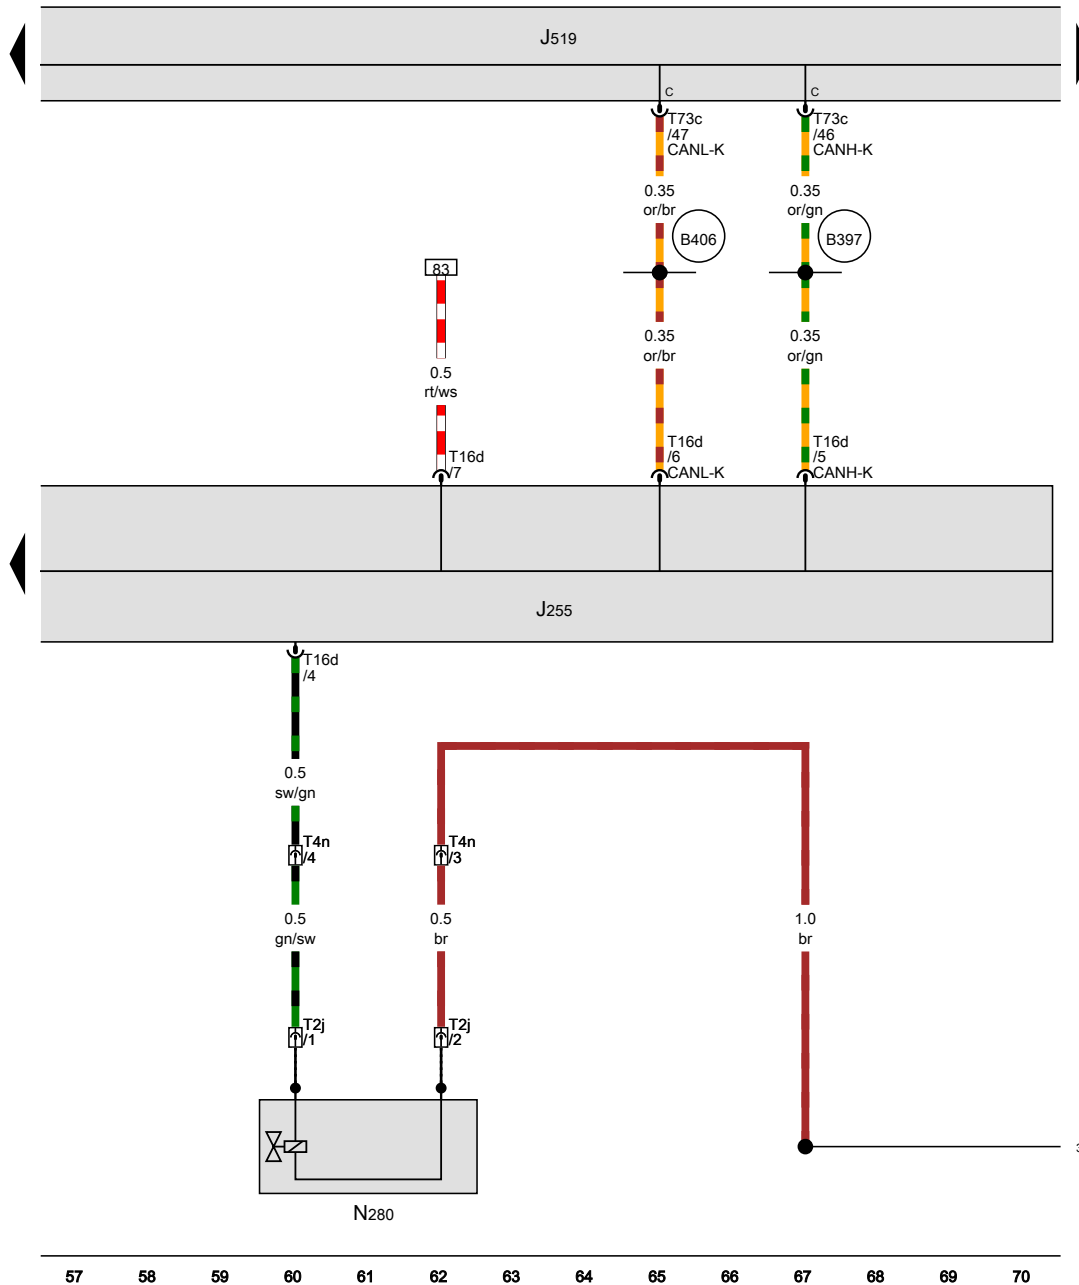 J519
C
C
T73c
/47
CANL-K
T73c
/46
CANH-K
0.35
or/br
0.35
or/gn
B406
B397
83
0.35
or/br
0.35
or/gn
0.5
rt/ws
T16d
/7
T16d
/6
CANL-K
T16d
/5
CANH-K
J255
T16d
/4
0.5
sw/gn
T4n
/4
T4n
/3
0.5
gn/sw
0.5
br
1.0
br
T2j
/1
T2j
/2
N280
57 58 59 60 61 62 63 64 65 66 67 68 69 70